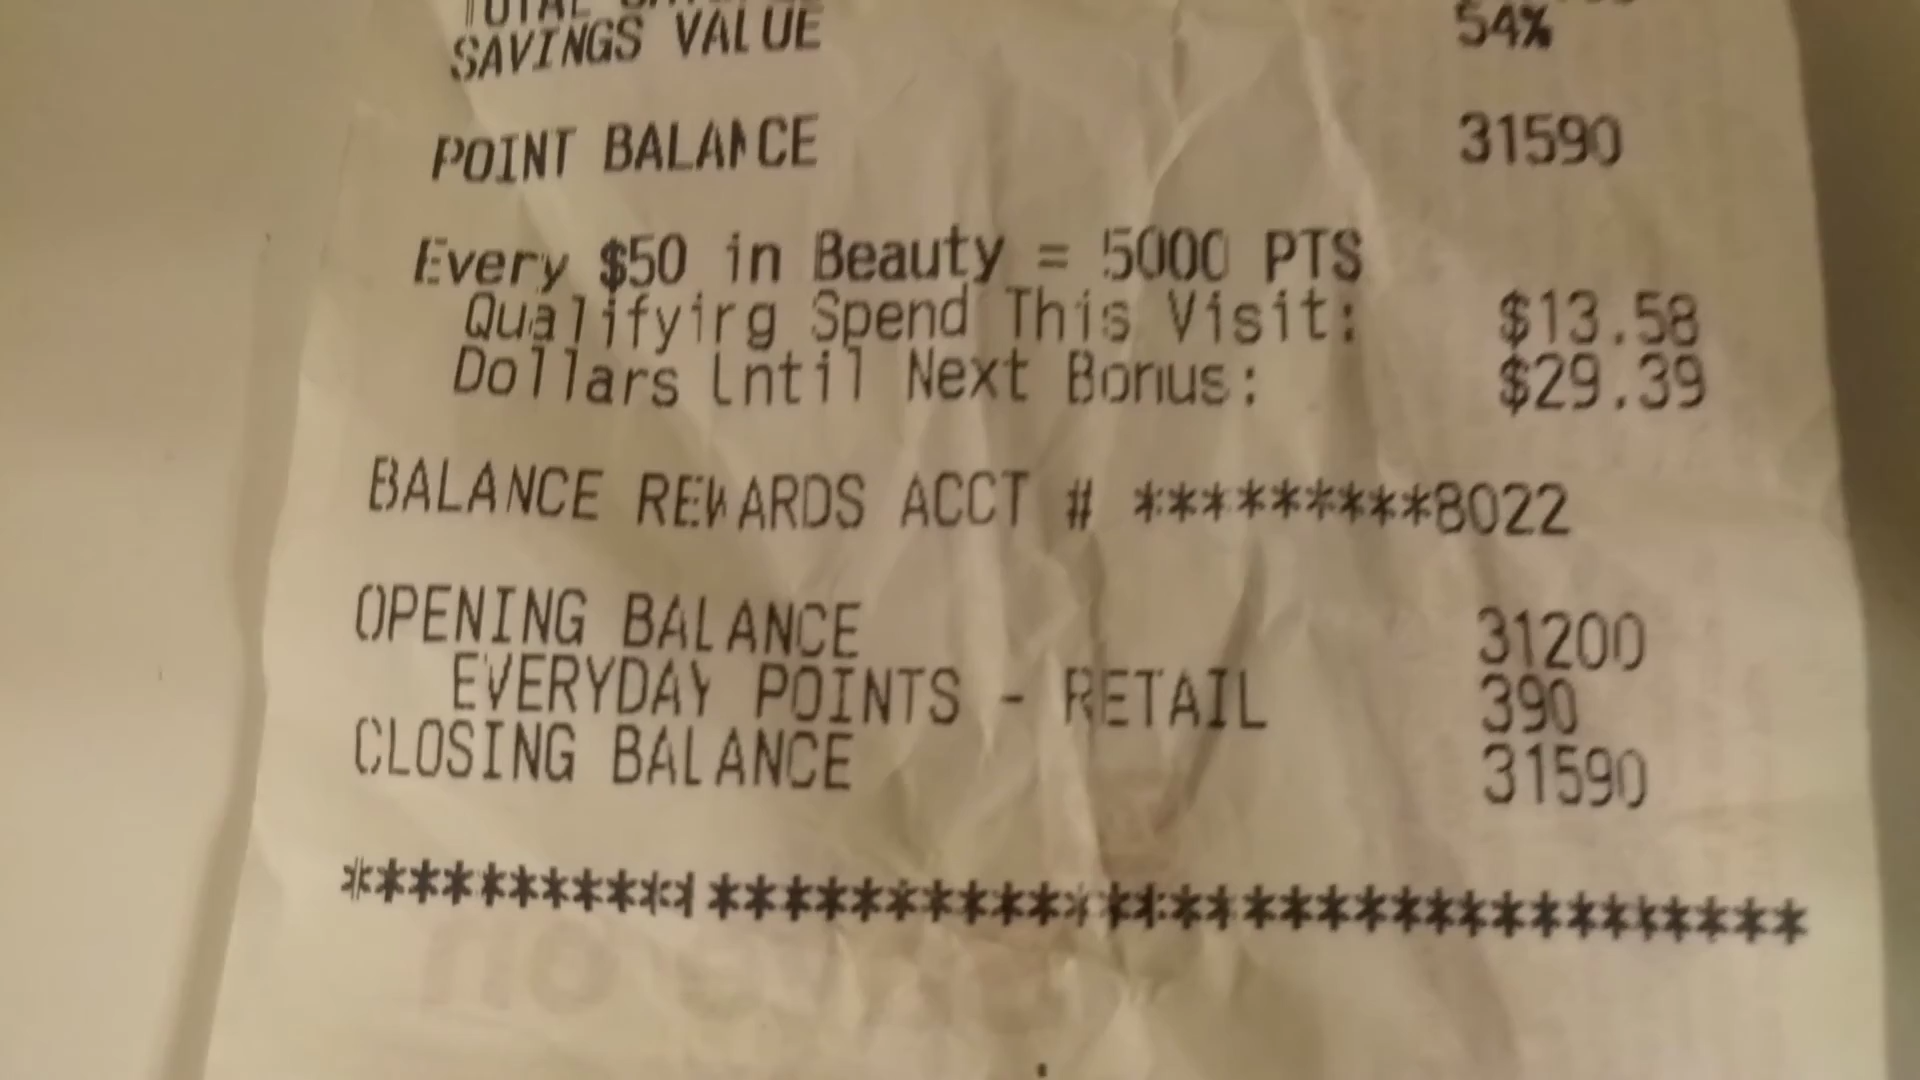 TOTAL
SAVINGS VALUE 54%
POINT BALANCE 31590
Every $50 in Beauty = 5000 PTS
Qualifying Spend This Visit: $13.58
Dollars Until Next Bonus: $29.39
BALANCE REWARDS ACCT # *********8022
OPENING BALANCE 31200
EVERYDAY POINTS - RETAIL 390
CLOSING BALANCE 31590
*******************************************